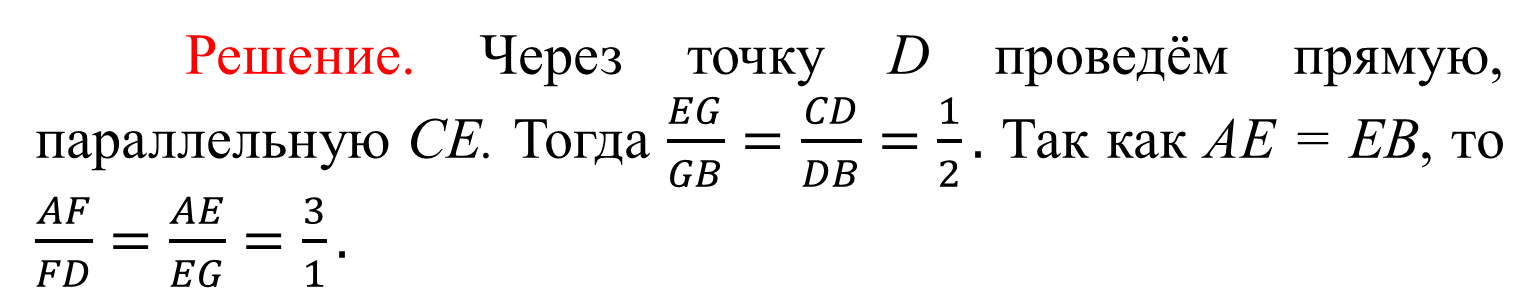 Решение. Через точку D проведём прямую,
параллельную CE. Тогда EG/GB = CD/DB = 1/2. Так как AE = EB, то
AF/FD = AE/EG = 3/1.